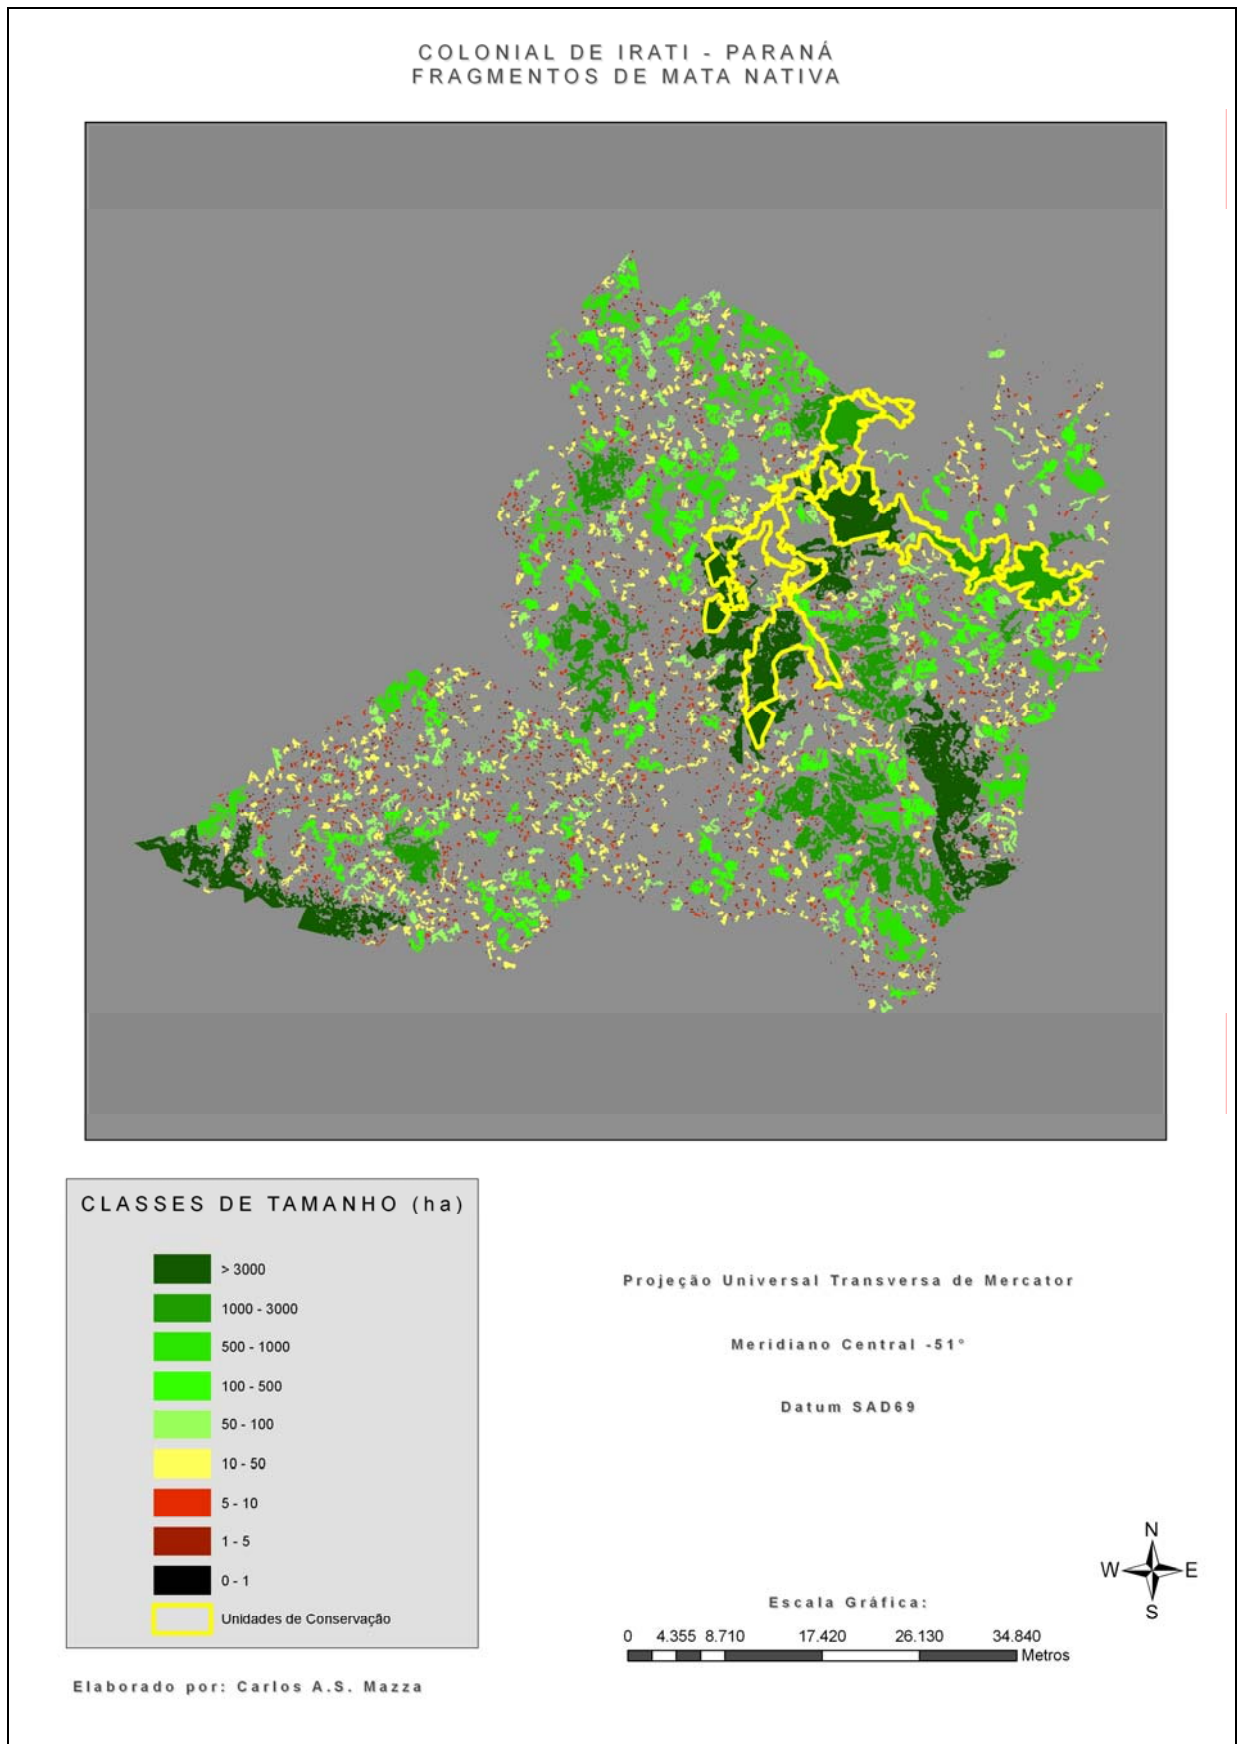 COLONIAL DE IRATI - PARANÁ
FRAGMENTOS DE MATA NATIVA
CLASSES DE TAMANHO (ha)
> 3000
1000 - 3000
500 - 1000
100 - 500
50 - 100
10 - 50
5 - 10
1 - 5
0 - 1
Unidades de Conservação
Elaborado por: Carlos A.S. Mazza
Projeção Universal Transversa de Mercator
Meridiano Central -51°
Datum SAD69
N
W E
S
Escala Gráfica:
0 4.355 8.710 17.420 26.130 34.840
Metros